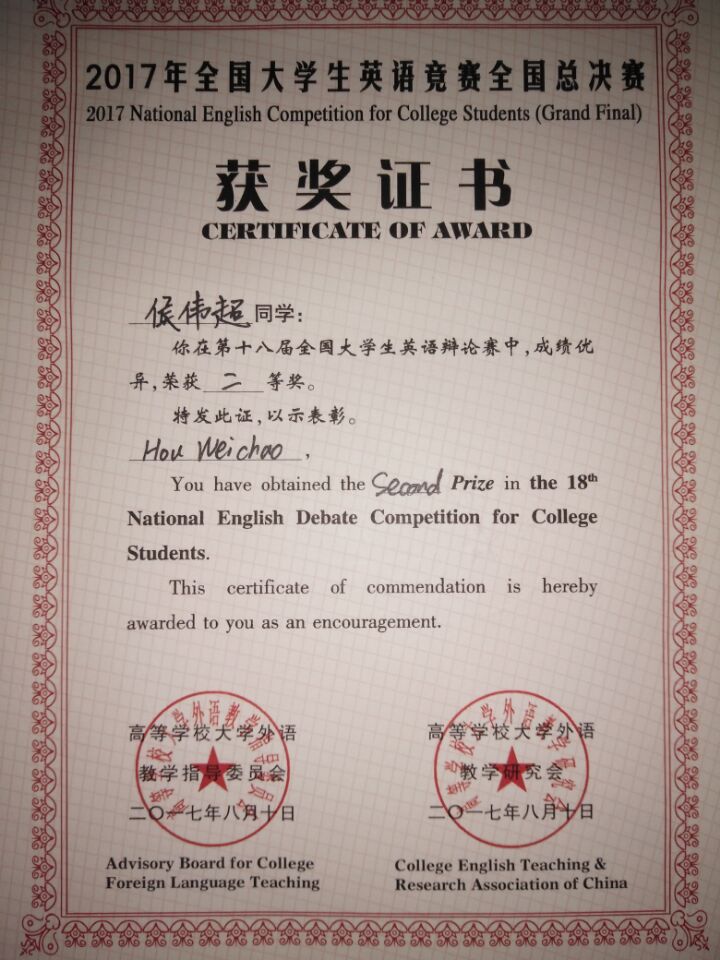 2017年全国大学生英语竞赛全国总决赛
2017 National English Competition for College Students (Grand Final)
获奖证书
CERTIFICATE OF AWARD
侯伟超同学:
你在第十八届全国大学生英语辩论赛中,成绩优
异,荣获 二 等奖。
特发此证,以示表彰。
Hou Weichao ,
You have obtained the Second Prize in the 18th
National English Debate Competition for College
Students.
This certificate of commendation is hereby
awarded to you as an encouragement.
高等学校大学外语
教学指导委员会
二〇一七年八月十日
Advisory Board for College
Foreign Language Teaching
高等学校大学外语
教学研究会
二〇一七年八月十日
College English Teaching &
Research Association of China